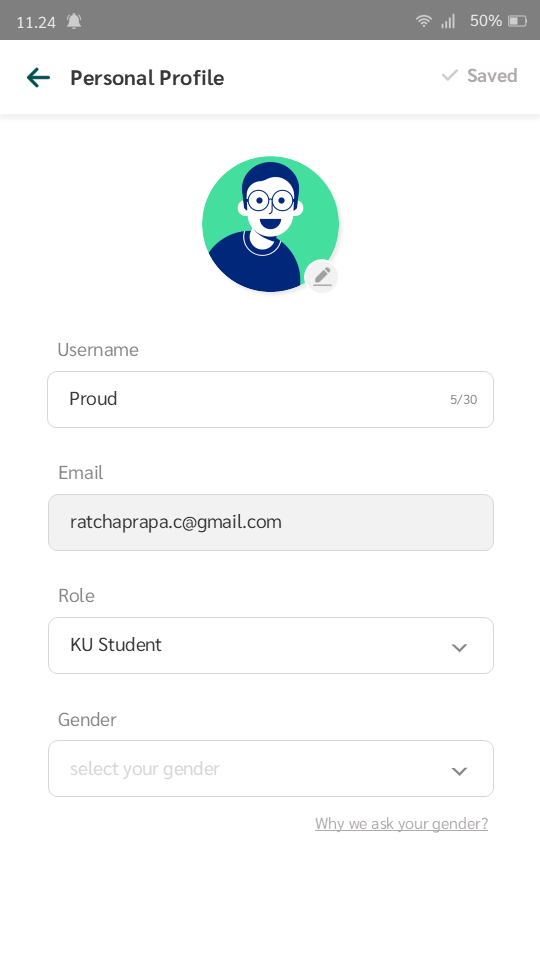 11.24
50%
Personal Profile
Saved
Username
Proud
5/30
Email
ratchaprapa.c@gmail.com
Role
KU Student
Gender
select your gender
Why we ask your gender?